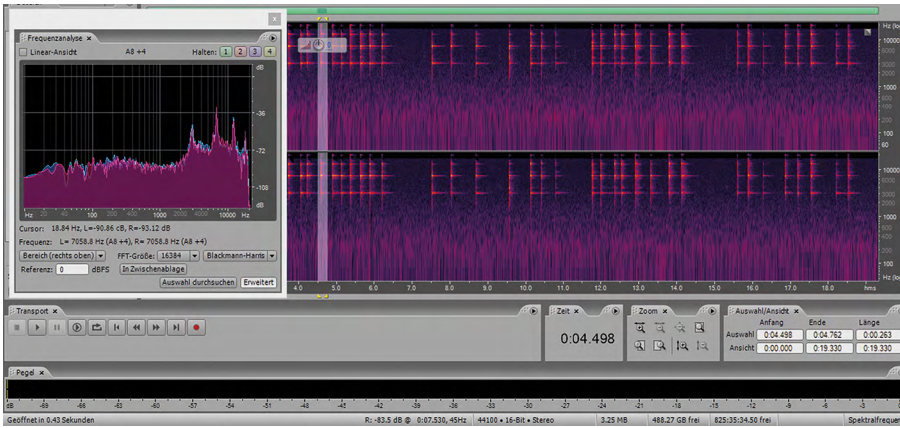 Frequenzanalyse ×
Linear-Ansicht A8 +4 Halten: 1 2 3 4
dB
-36
-72
-108
dB
Hz 20 40 100 200 400 1000 2000 4000 10000 Hz
Cursor: 18.84 Hz, L=-90.86 dB, R=-93.12 dB
Frequenz: L= 7058.8 Hz (A8 +4), R= 7058.8 Hz (A8 +4)
Bereich (rechts oben) FFT-Größe: 16384 Blackmann-Harris
Referenz: 0 dBFS In Zwischenablage
Auswahl durchsuchen Erweitert
Hz (lo
10000
1000
100
60
10000
1000
100
Hz (lo
4.0 5.0 6.0 7.0 8.0 9.0 10.0 11.0 12.0 13.0 14.0 15.0 16.0 17.0 18.0 hms
Transport × Zeit × Zoom × Auswahl/Ansicht ×
Anfang Ende Länge
Auswahl 0:04.498 0:04.762 0:00.263
Ansicht 0:00.000 0:19.330 0:19.330
0:04.498
Pegel ×
dB -69 -66 -63 -60 -57 -54 -51 -48 -45 -42 -39 -36 -33 -30 -27 -24 -21 -18 -15 -12 -9 -6 -3
Geöffnet in 0.43 Sekunden R: -83.5 dB @ 0:07.530, 45Hz 44100 • 16-Bit • Stereo 3.25 MB 488.27 GB frei 825:35:34.50 frei Spektralfrequen